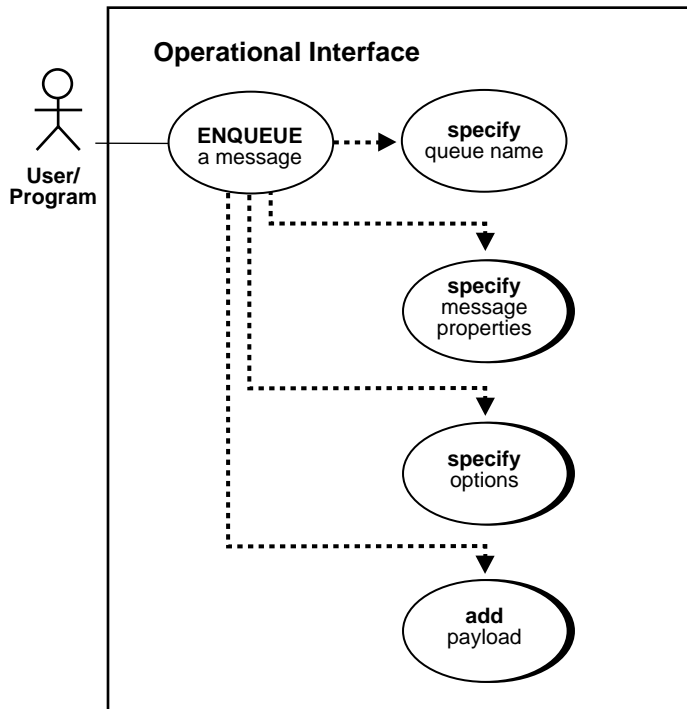 Operational Interface
User/
Program
ENQUEUE
a message
specify
queue name
specify
message
properties
specify
options
add
payload